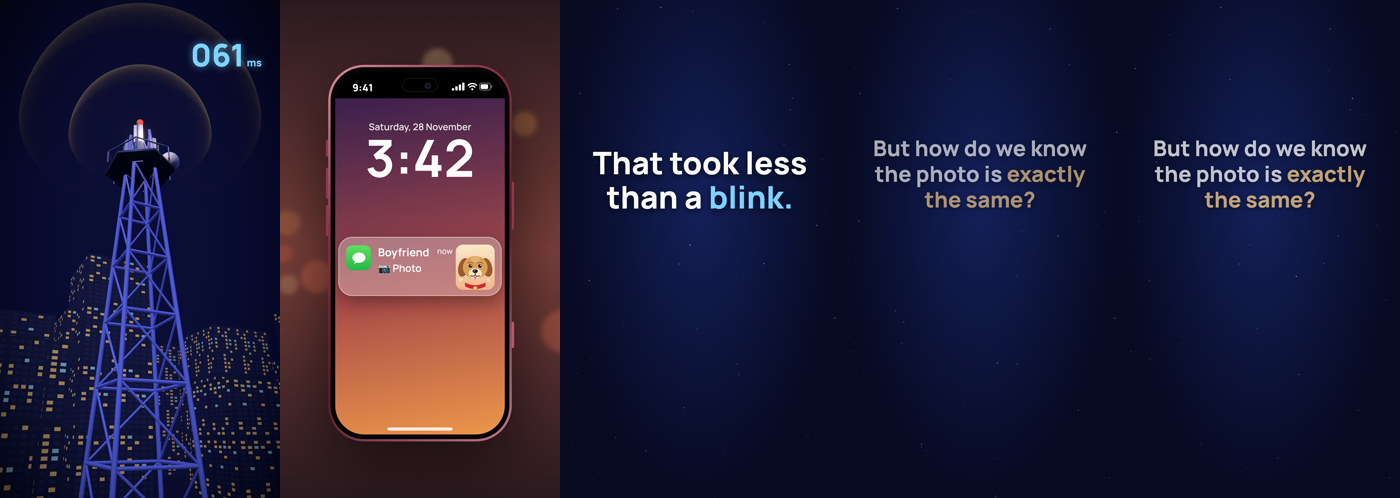 061 ms
9:41
Saturday, 28 November
3:42
Boyfriend now
📷 Photo
That took less
than a blink.
But how do we know
the photo is exactly
the same?
But how do we know
the photo is exactly
the same?